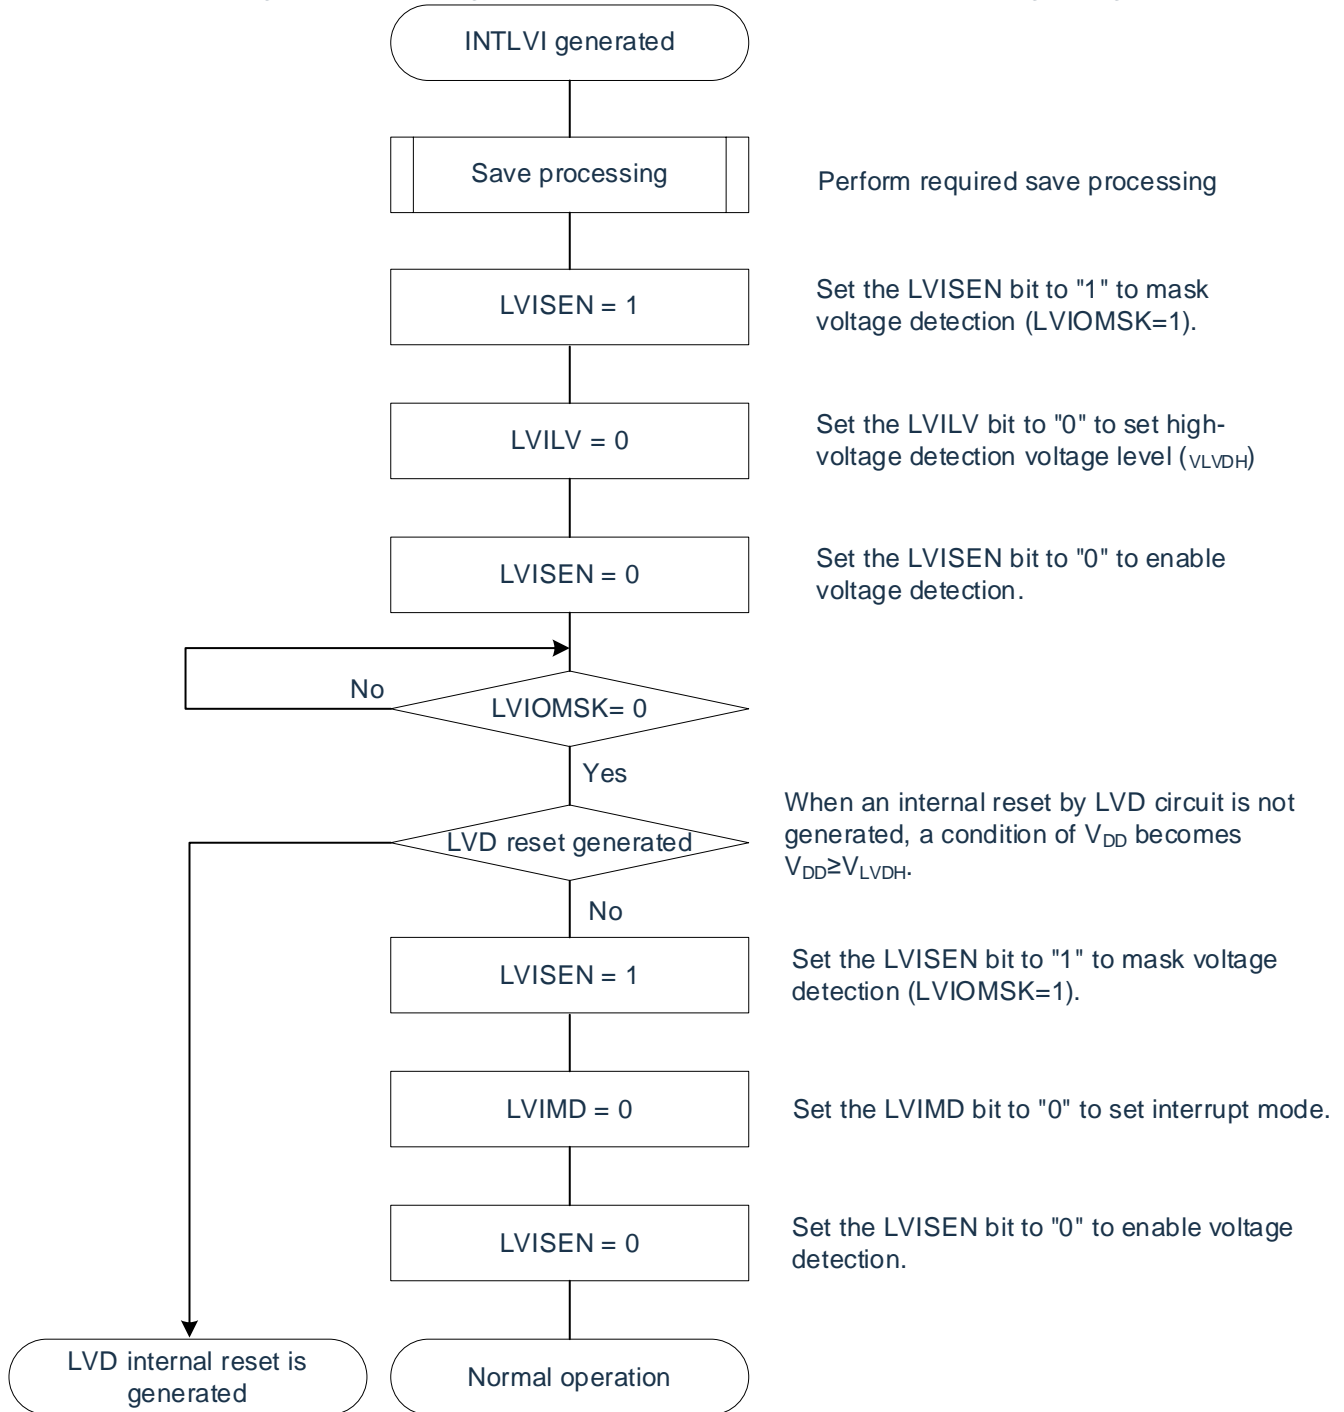 INTLVI generated
Save processing
Perform required save processing
LVISEN = 1
Set the LVISEN bit to "1" to mask
voltage detection (LVIOMSK=1).
LVILV = 0
Set the LVILV bit to "0" to set high-
voltage detection voltage level (VLVDH)
LVISEN = 0
Set the LVISEN bit to "0" to enable
voltage detection.
No
LVIOMSK= 0
Yes
LVD reset generated
When an internal reset by LVD circuit is not
generated, a condition of VDD becomes
VDD≥VLVDH.
No
LVISEN = 1
Set the LVISEN bit to "1" to mask voltage
detection (LVIOMSK=1).
LVIMD = 0
Set the LVIMD bit to "0" to set interrupt mode.
LVISEN = 0
Set the LVISEN bit to "0" to enable voltage
detection.
LVD internal reset is
generated
Normal operation